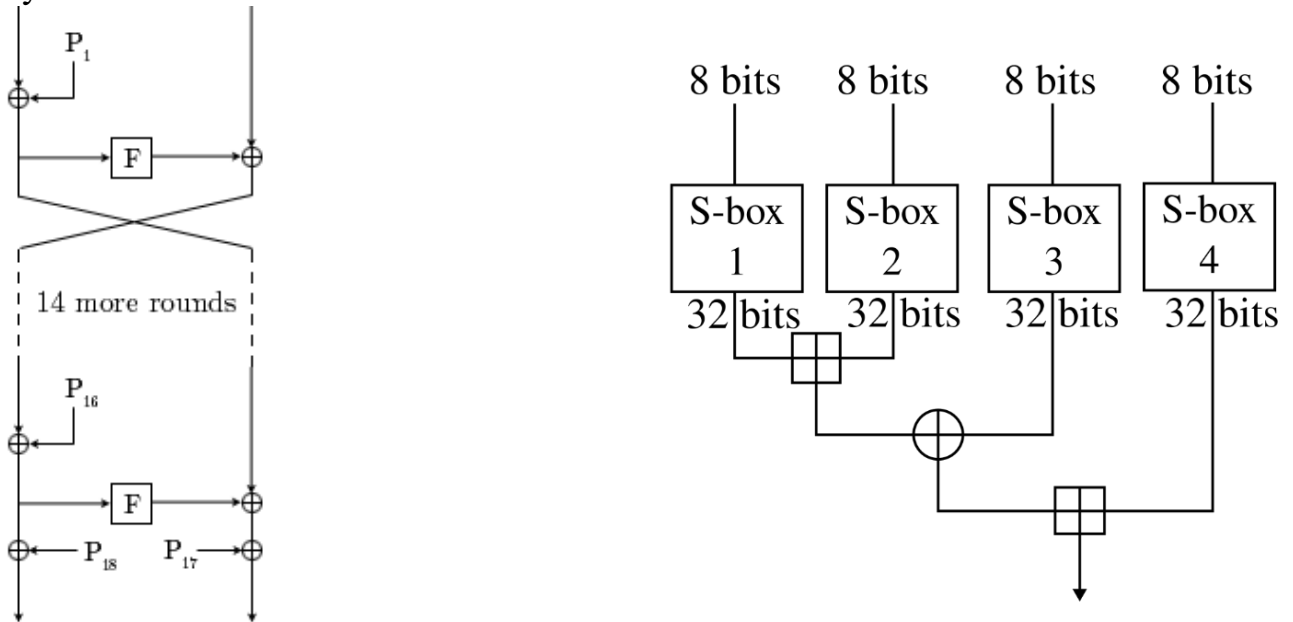 P₁
F
14 more rounds
P₁₆
F
P₁₈ P₁₇
8 bits 8 bits 8 bits 8 bits
S-box 1
S-box 2
S-box 3
S-box 4
32 bits 32 bits 32 bits 32 bits